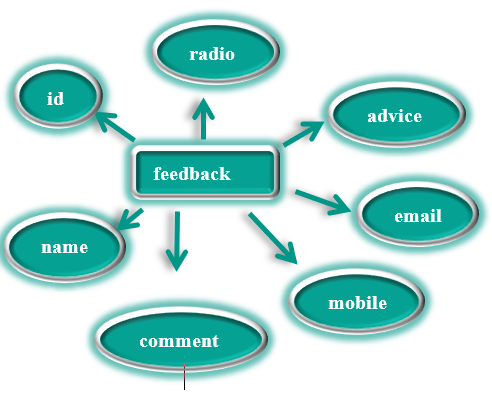 radio
id
advice
feedback
email
name
mobile
comment